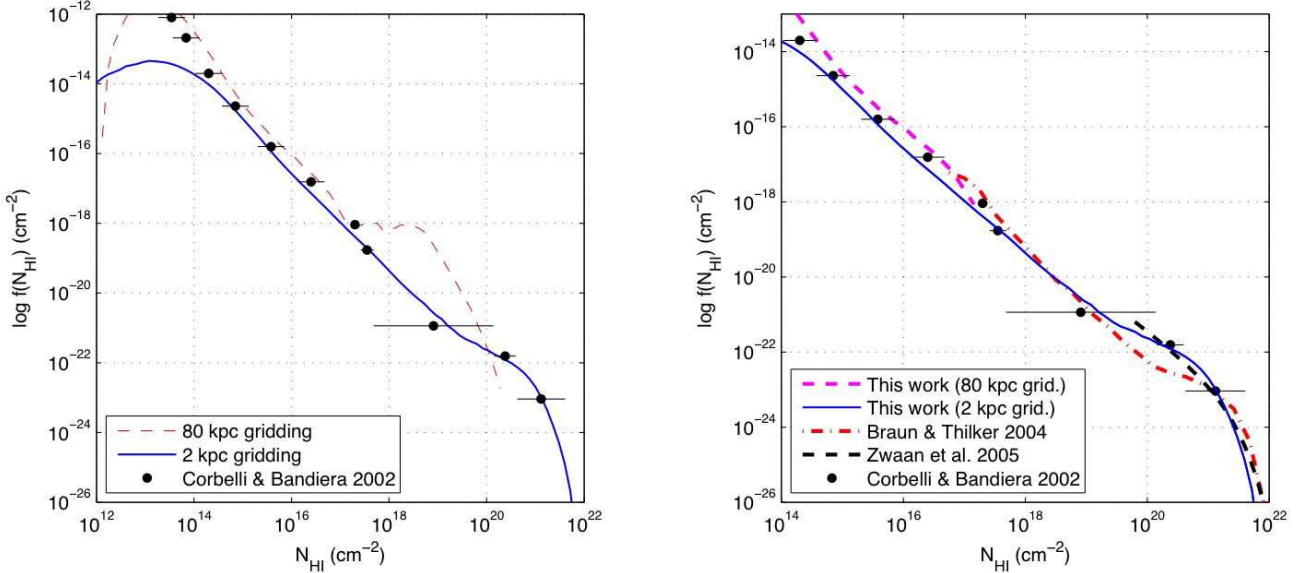 10^-12
10^-14
10^-16
10^-18
10^-20
10^-22
10^-24
10^-26
log f(N_HI) (cm^-2)
10^12 10^14 10^16 10^18 10^20 10^22
N_HI (cm^-2)
80 kpc gridding
2 kpc gridding
Corbelli & Bandiera 2002
10^-14
10^-16
10^-18
10^-20
10^-22
10^-24
10^-26
log f(N_HI) (cm^-2)
10^14 10^16 10^18 10^20 10^22
N_HI (cm^-2)
This work (80 kpc grid.)
This work (2 kpc grid.)
Braun & Thilker 2004
Zwaan et al. 2005
Corbelli & Bandiera 2002